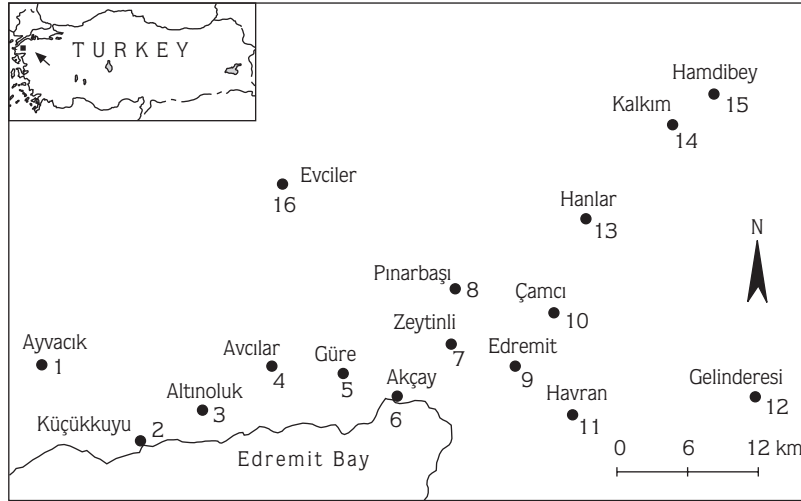 TURKEY
Hamdibey
15
Kalkım
14
Evciler
16
Hanlar
13
N
Pınarbaşı
8
Çamcı
10
Zeytinli
7
Ayvacık
1
Avcılar
4
Güre
5
Edremit
9
Akçay
6
Altınoluk
3
Havran
11
Gelinderesi
12
Küçükkuyu
2
Edremit Bay
0 6 12 km